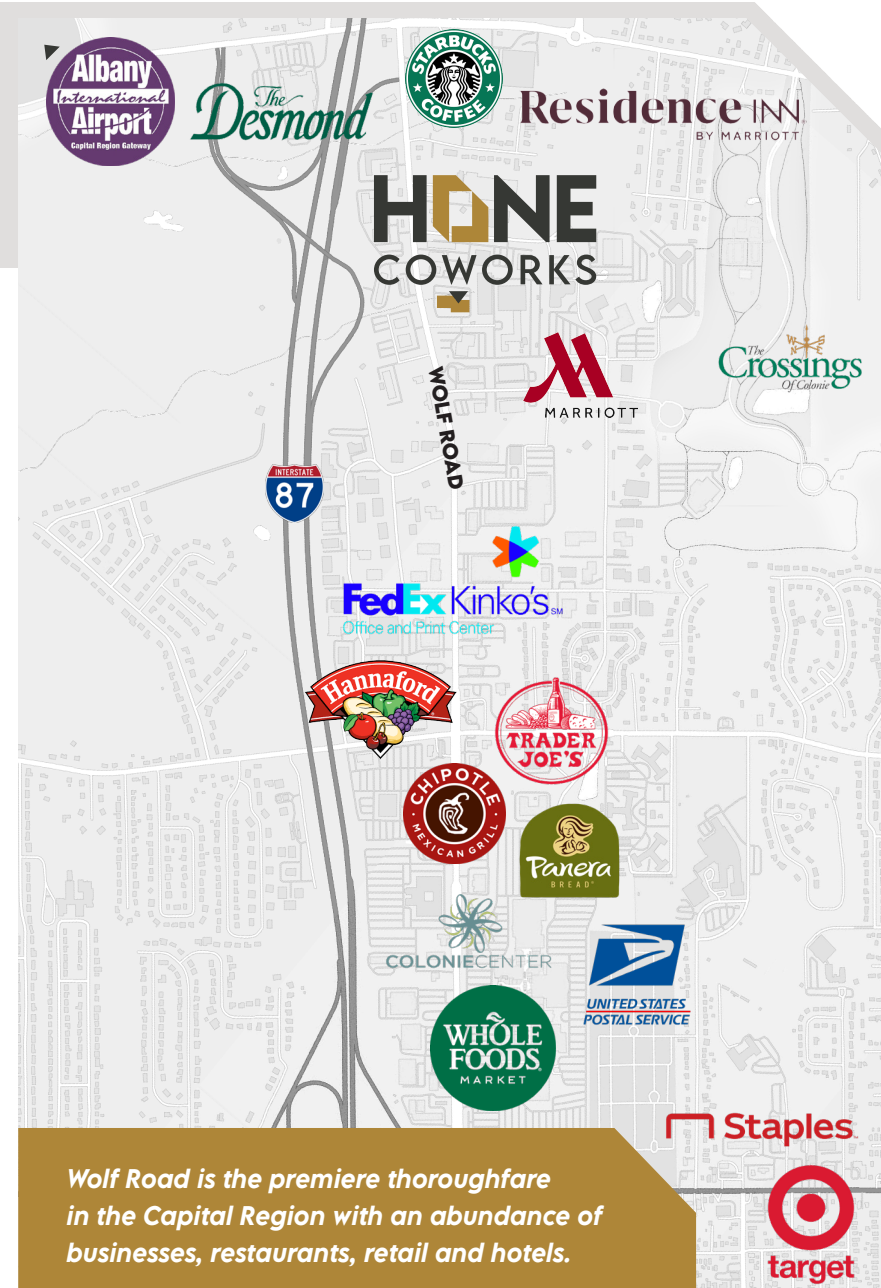 Albany
International
Airport
Capital Region Gateway
The
Desmond
STARBUCKS
COFFEE
Residence INN
BY MARRIOTT
HONE
COWORKS
MARRIOTT
The
W N E S
Crossings
Of Colonie
WOLF ROAD
INTERSTATE
87
FedEx Kinko's SM
Office and Print Center
Hannaford
TRADER
JOE'S
CHIPOTLE
MEXICAN GRILL
Panera
BREAD®
COLONIECENTER
UNITED STATES
POSTAL SERVICE
WHÕLE
FOODS
MARKET
Staples
target
Wolf Road is the premiere thoroughfare
in the Capital Region with an abundance of
businesses, restaurants, retail and hotels.